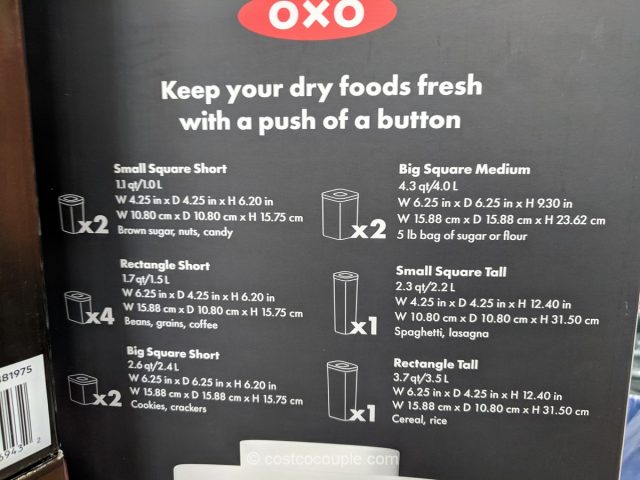 OXO
Keep your dry foods fresh
with a push of a button
Small Square Short
1.1 qt/1.0 L
W 4.25 in x D 4.25 in x H 6.20 in
W 10.80 cm x D 10.80 cm x H 15.75 cm
Brown sugar, nuts, candy
x2
Rectangle Short
1.7 qt/1.5 L
W 6.25 in x D 4.25 in x H 6.20 in
W 15.88 cm x D 10.80 cm x H 15.75 cm
Beans, grains, coffee
x4
Big Square Short
2.6 qt/2.4 L
W 6.25 in x D 6.25 in x H 6.20 in
W 15.88 cm x D 15.88 cm x H 15.75 cm
Cookies, crackers
x2
Big Square Medium
4.3 qt/4.0 L
W 6.25 in x D 6.25 in x H 9.30 in
W 15.88 cm x D 15.88 cm x H 23.62 cm
5 lb bag of sugar or flour
x2
Small Square Tall
2.3 qt/2.2 L
W 4.25 in x D 4.25 in x H 12.40 in
W 10.80 cm x D 10.80 cm x H 31.50 cm
Spaghetti, lasagna
x1
Rectangle Tall
3.7 qt/3.5 L
W 6.25 in x D 4.25 in x H 12.40 in
W 15.88 cm x D 10.80 cm x H 31.50 cm
Cereal, rice
x1
81975
6943 2
© costcocouple.com